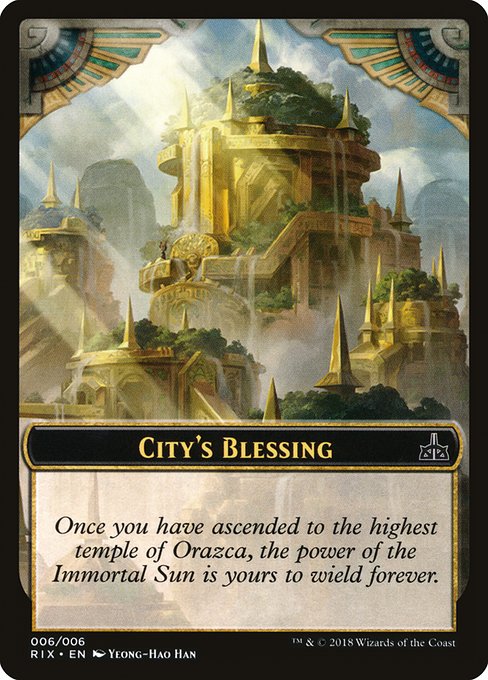 City's Blessing
Once you have ascended to the highest
temple of Orazca, the power of the
Immortal Sun is yours to wield forever.
006/006
RIX • EN Yeong-Hao Han
™ & © 2018 Wizards of the Coast